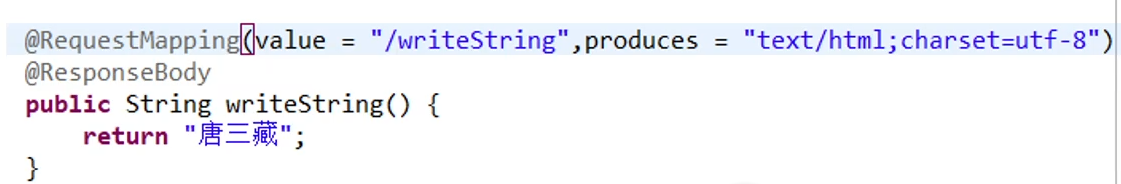 @RequestMapping(value = "/writeString",produces = "text/html;charset=utf-8")
@ResponseBody
public String writeString() {
    return "唐三藏";
}